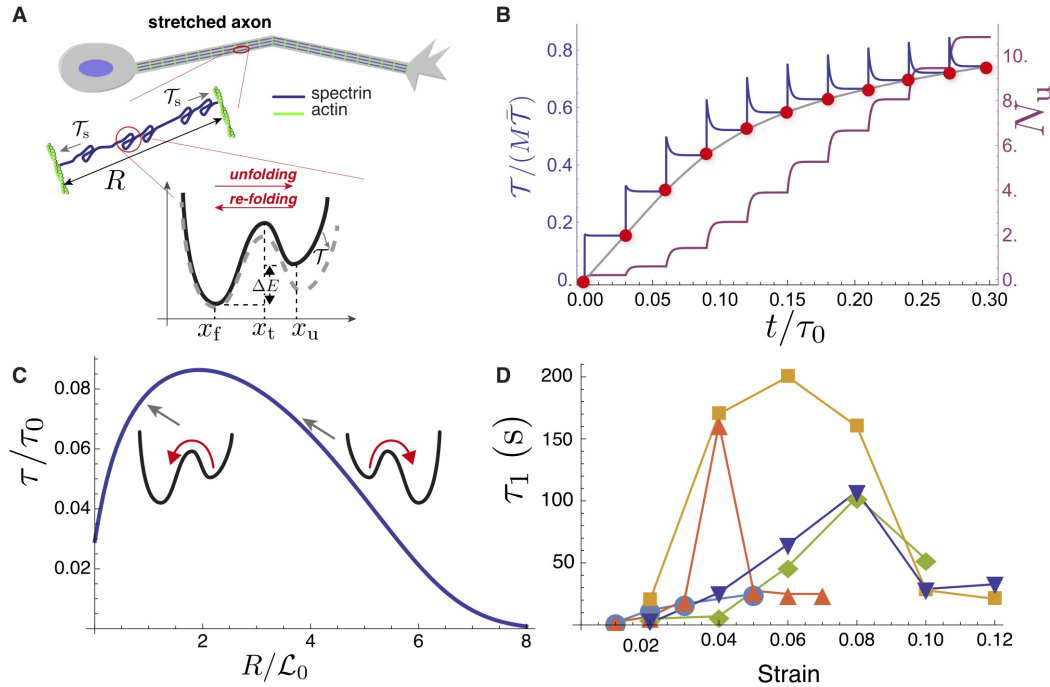 A
stretched axon
𝒯s
spectrin
actin
𝒯s
R
unfolding
re-folding
𝒯
ΔE
xf xt xu
B
𝒯/(M𝒯̄)
0.8
0.6
0.4
0.2
0.
10.
8
6
4
2.
0.
Nu
0.00 0.05 0.10 0.15 0.20 0.25 0.30
t/τ0
C
τ/τ0
0.08
0.06
0.04
0.02
2 4 6 8
R/ℒ0
D
τ1 (s)
200
150
100
50
0.02 0.04 0.06 0.08 0.10 0.12
Strain